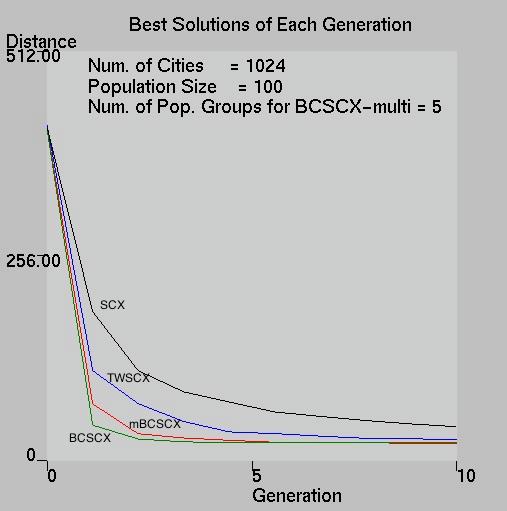 Best Solutions of Each Generation
Distance
512.00
Num. of Cities = 1024
Population Size = 100
Num. of Pop. Groups for BCSCX-multi = 5
256.00
SCX
TWSCX
mBCSCX
BCSCX
0
0 5 10
Generation